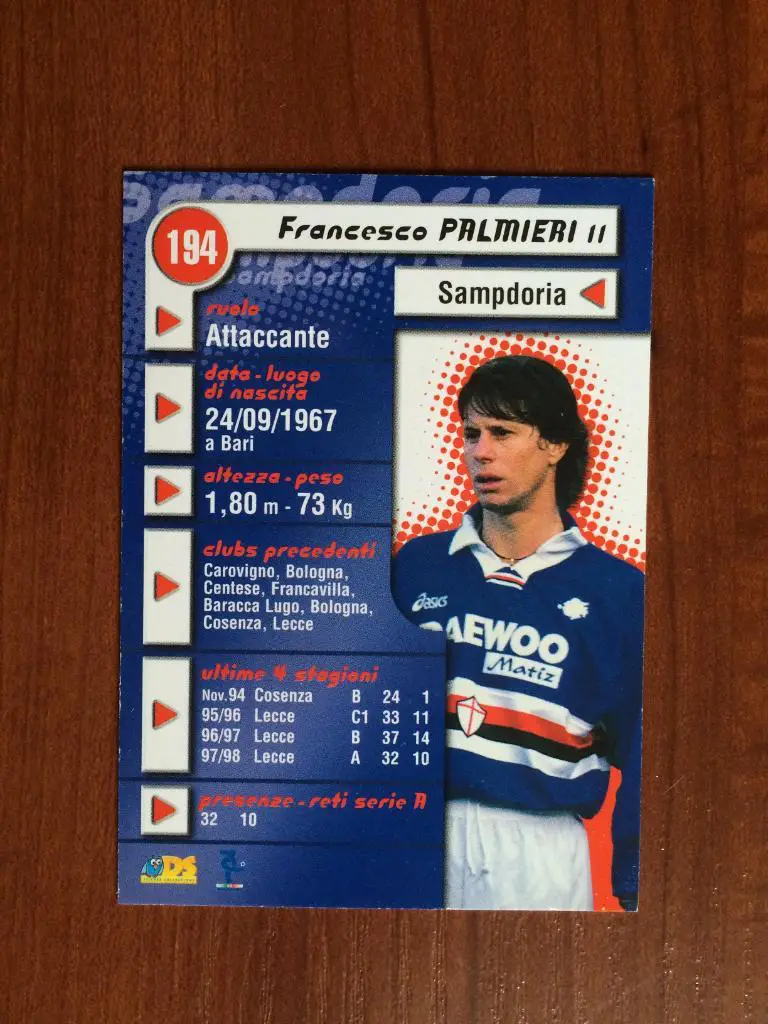 Sampdoria
194
Francesco PALMIERI II
ampdoria
Sampdoria
ruolo
Attaccante
data - luogo
di nascita
24/09/1967
a Bari
altezza - peso
1,80 m - 73 Kg
clubs precedenti
Carovigno, Bologna,
Centese, Francavilla,
Baracca Lugo, Bologna,
Cosenza, Lecce
ultime 4 stagioni
Nov.94 Cosenza B 24 1
95/96 Lecce C1 33 11
96/97 Lecce B 37 14
97/98 Lecce A 32 10
presenze - reti serie A
32 10
DS
asics
DAEWOO
Matiz